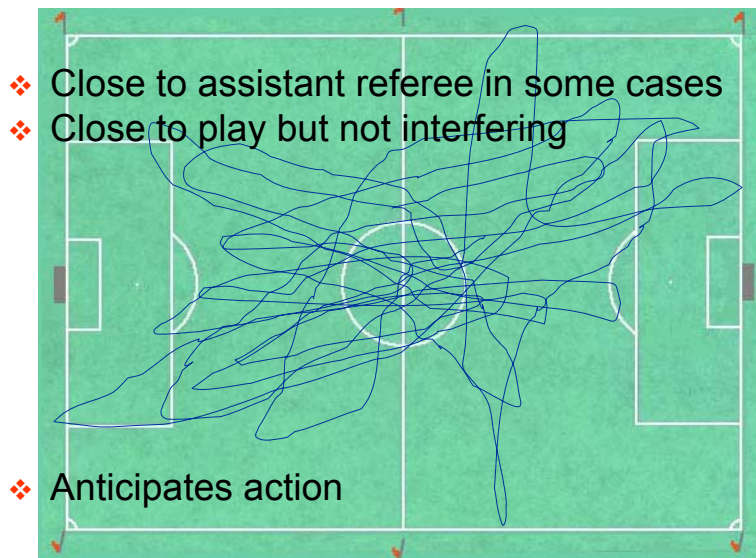 Close to assistant referee in some cases
Close to play but not interfering
Anticipates action